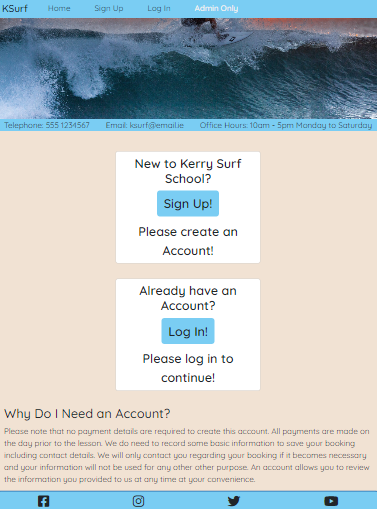 KSurf Home Sign Up Log In Admin Only
Telephone: 555 1234567 Email: ksurf@email.ie Office Hours: 10am - 5pm Monday to Saturday
New to Kerry Surf
School?
Sign Up!
Please create an
Account!
Already have an
Account?
Log In!
Please log in to
continue!
Why Do I Need an Account?
Please note that no payment details are required to create this account. All payments are made on
the day prior to the lesson. We do need to record some basic information to save your booking
including contact details. We will only contact you regarding your booking if it becomes necessary
and your information will not be used for any other other purpose. An account allows you to review
the information you provided to us at any time at your convenience.